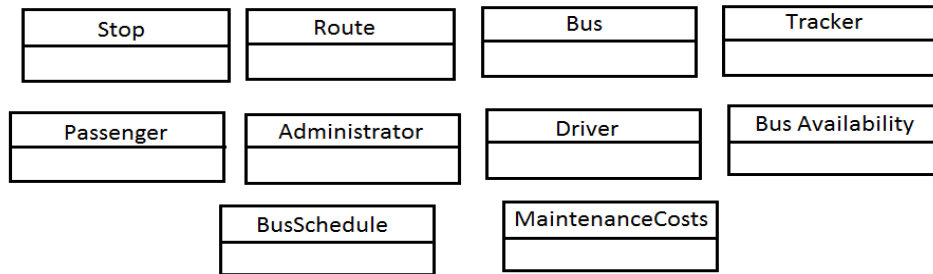 Stop
Route
Bus
Tracker
Passenger
Administrator
Driver
Bus Availability
BusSchedule
MaintenanceCosts